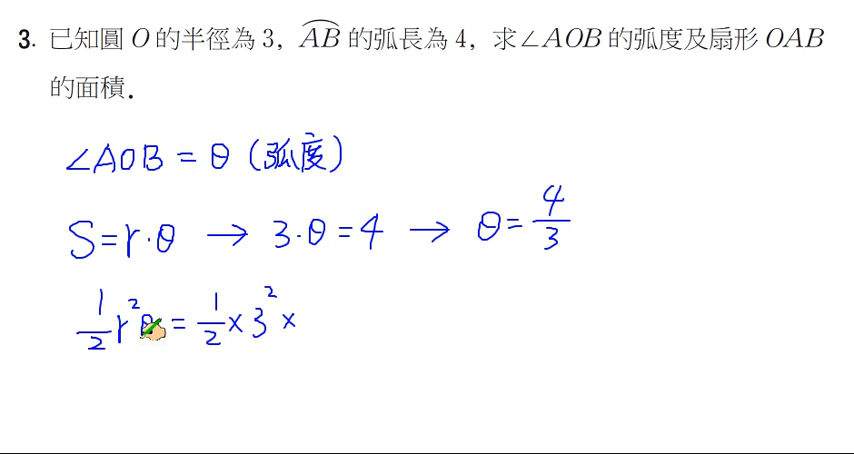 3. 已知圓 O 的半徑為 3，AB 的弧長為 4，求∠AOB 的弧度及扇形 OAB
的面積．
∠AOB = θ (弧度)
S = r·θ → 3·θ = 4 → θ = 4/3
1/2 r²θ = 1/2 × 3² ×